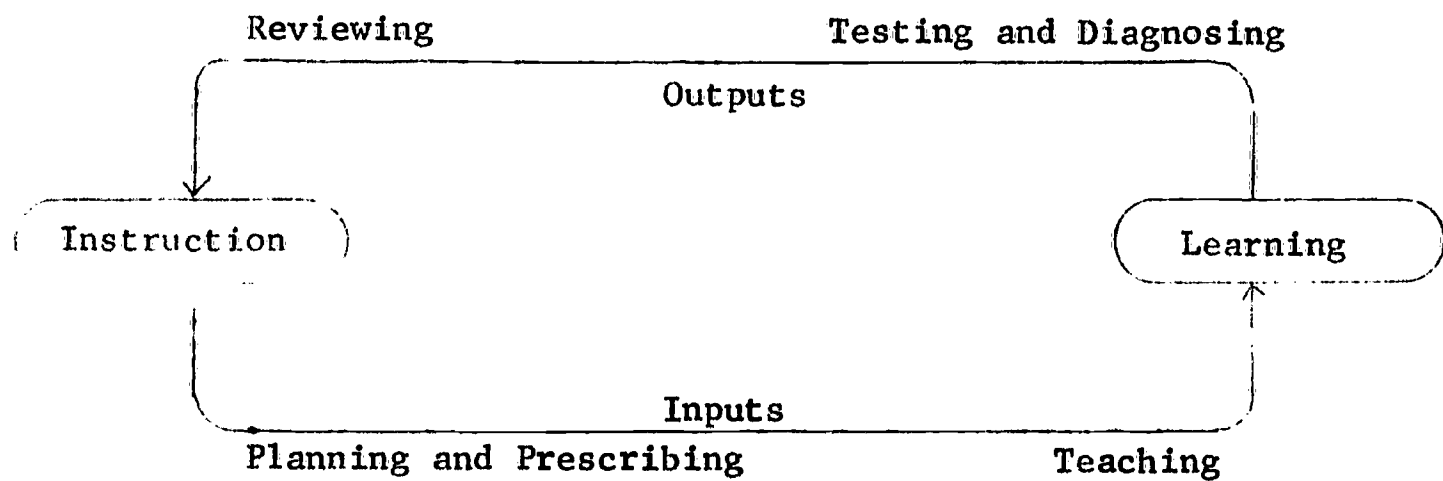 Reviewing
Testing and Diagnosing
Outputs
Instruction
Learning
Inputs
Planning and Prescribing
Teaching